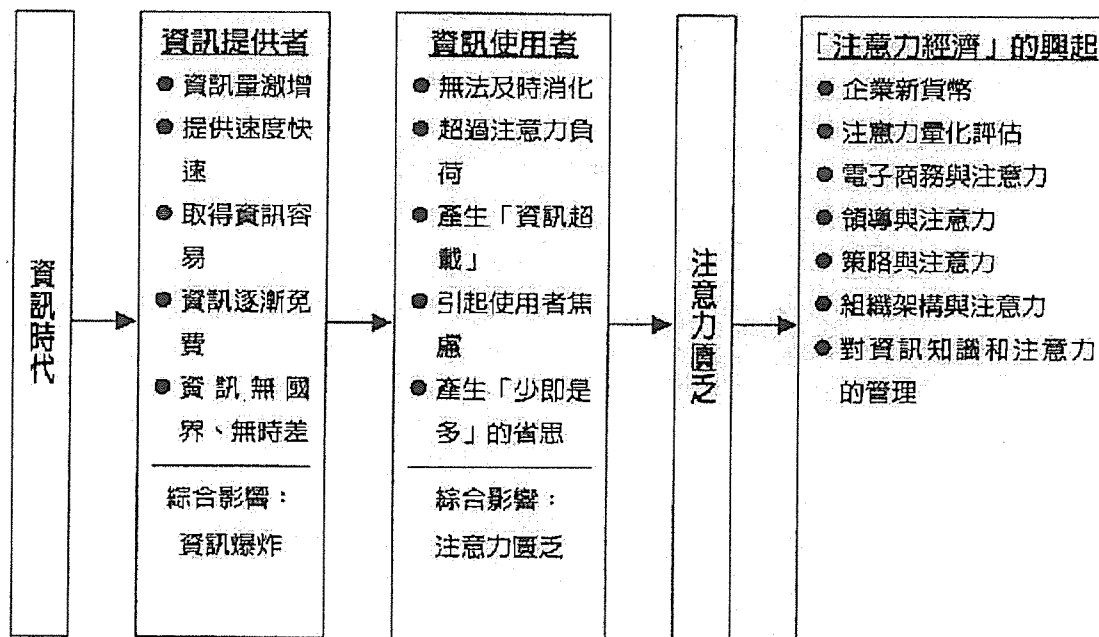 資訊時代
資訊提供者
● 資訊量激增
● 提供速度快
速
● 取得資訊容
易
● 資訊逐漸免
費
● 資訊無國
界、無時差
綜合影響：
資訊爆炸
資訊使用者
● 無法及時消化
● 超過注意力負
荷
● 產生「資訊超
載」
● 引起使用者焦
慮
● 產生「少即是
多」的省思
綜合影響：
注意力匱乏
注意力匱乏
「注意力經濟」的興起
● 企業新貨幣
● 注意力量化評估
● 電子商務與注意力
● 領導與注意力
● 策略與注意力
● 組織架構與注意力
● 對資訊知識和注意力
的管理